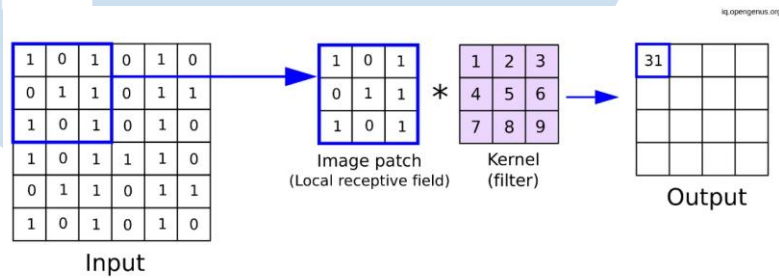 iq.opengenus.org
1 0 1 0 1 0
0 1 1 0 1 1
1 0 1 0 1 0
1 0 1 1 1 0
0 1 1 0 1 1
1 0 1 0 1 0
Input
1 0 1
0 1 1
1 0 1
Image patch
(Local receptive field)
*
1 2 3
4 5 6
7 8 9
Kernel
(filter)
31
Output